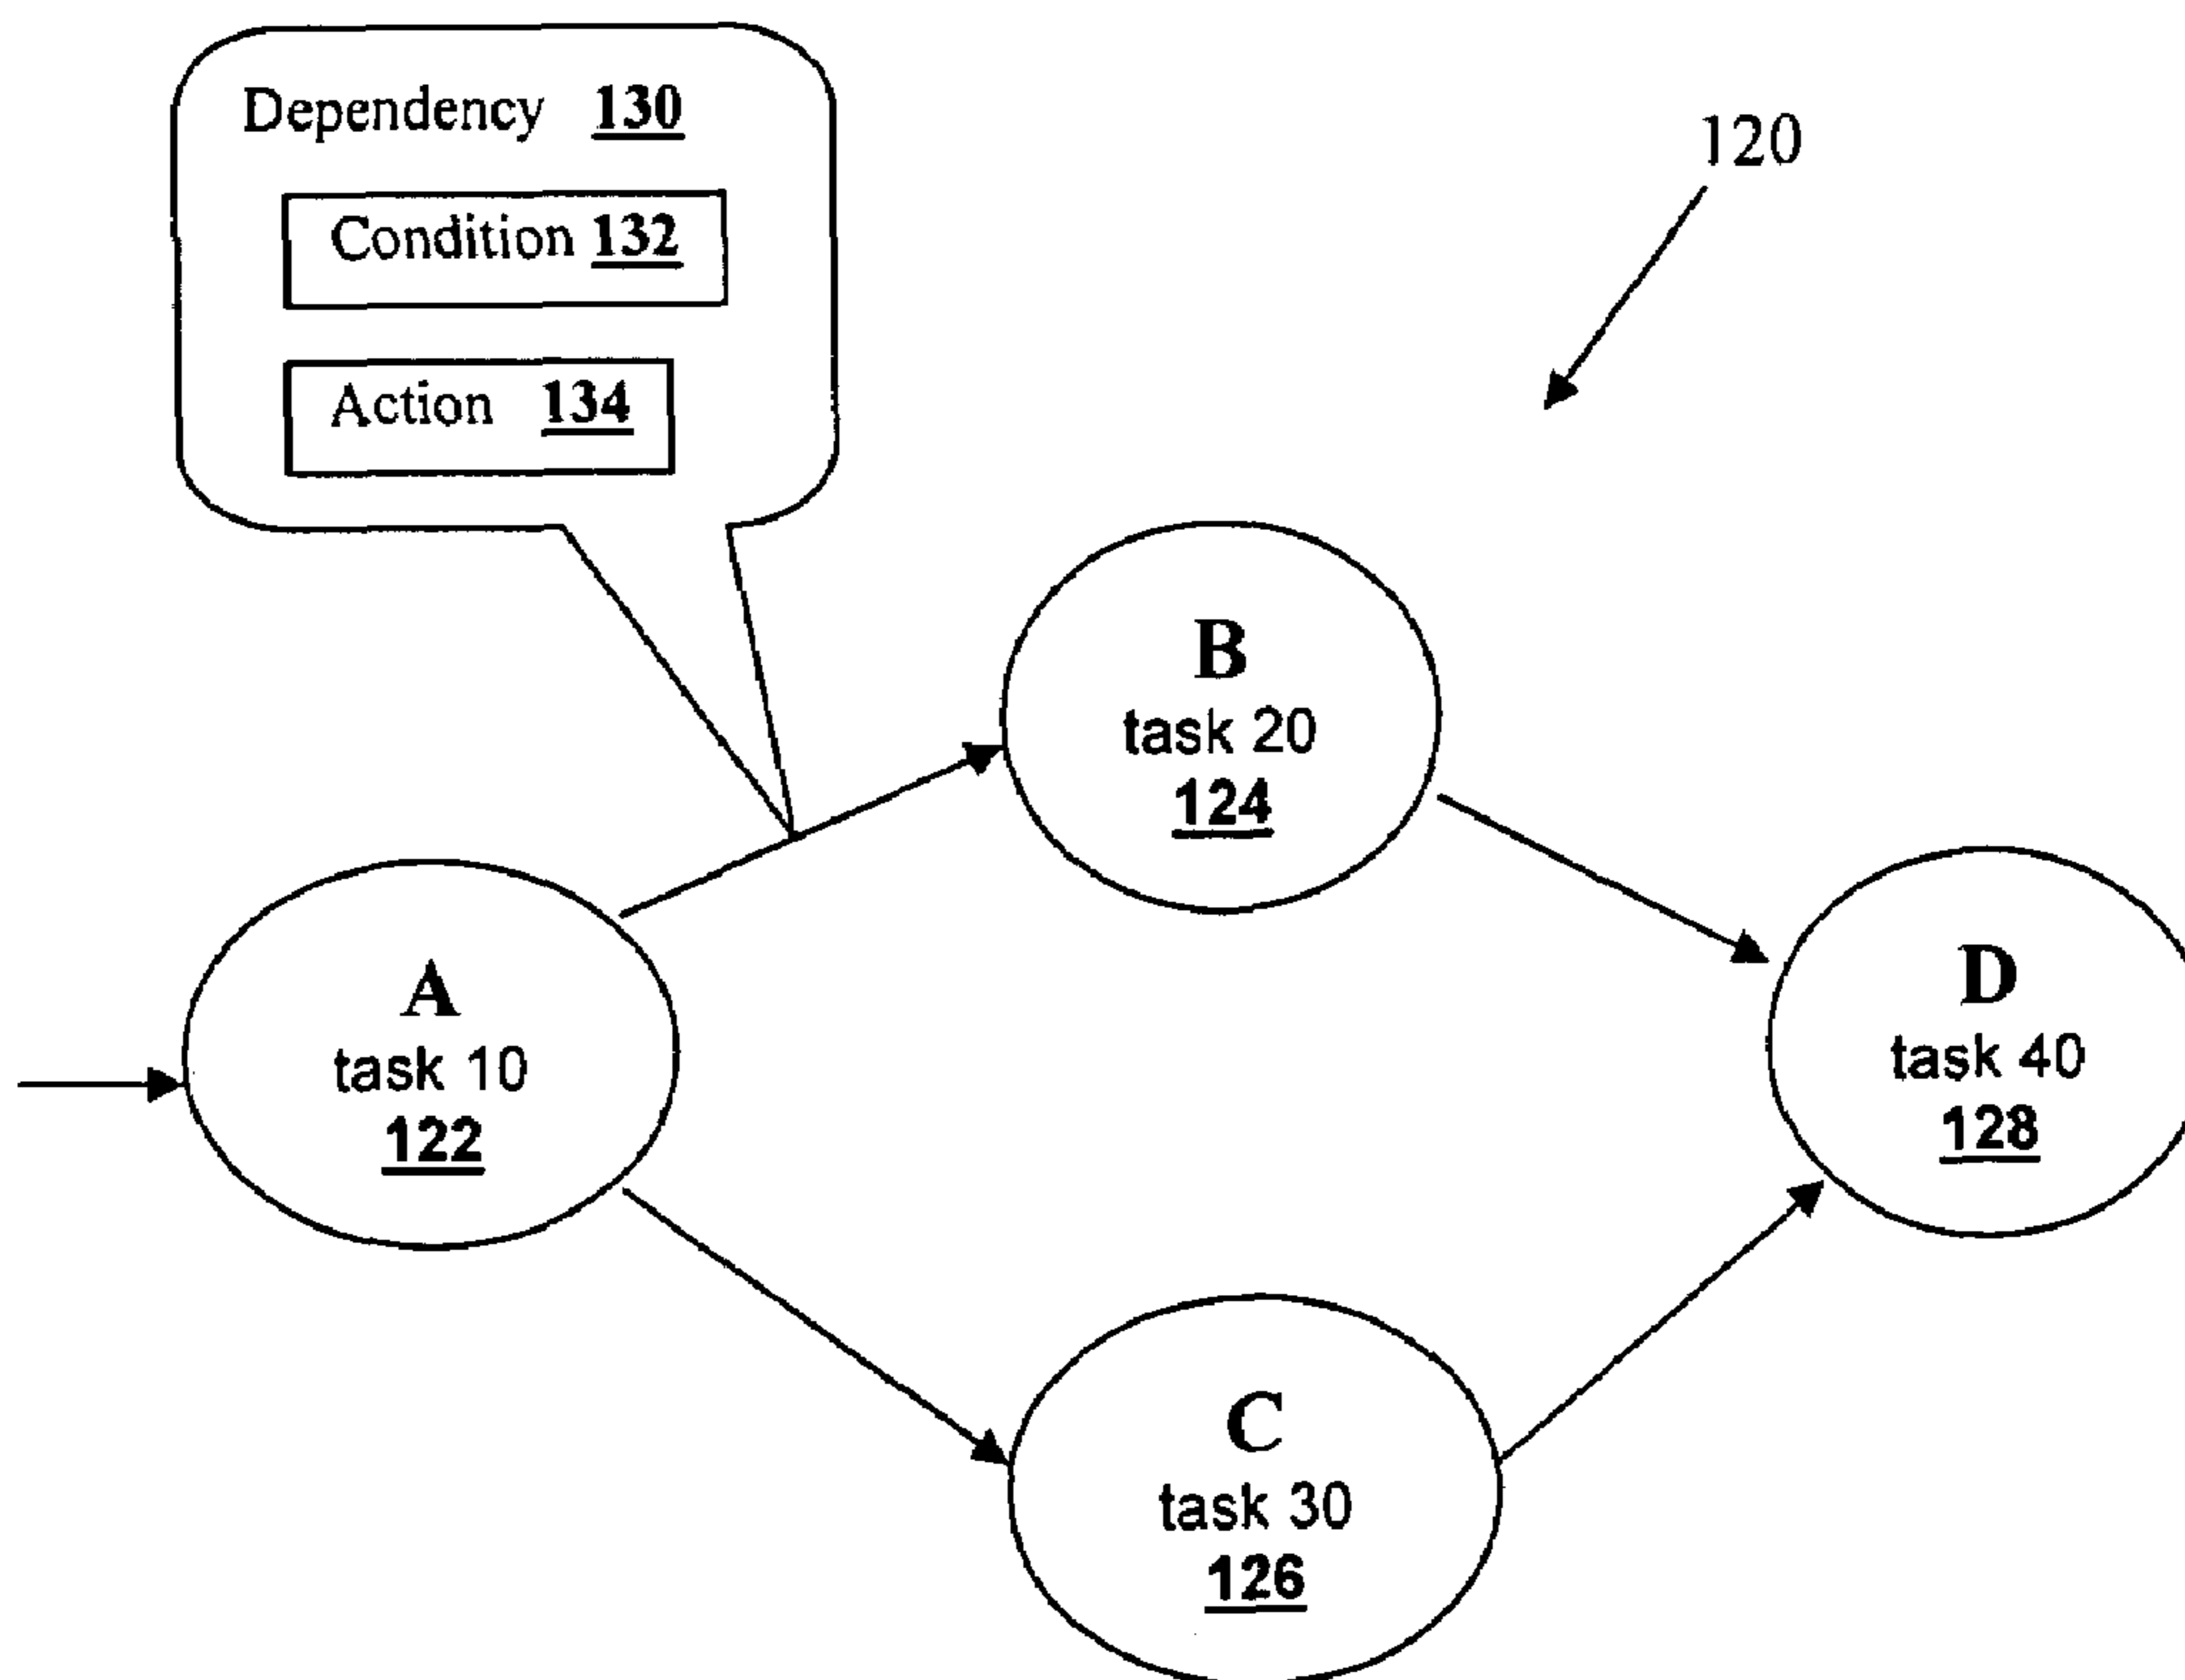 Dependency 130
Condition 132
Action 134
120
B
task 20
124
A
task 10
122
D
task 40
128
C
task 30
126